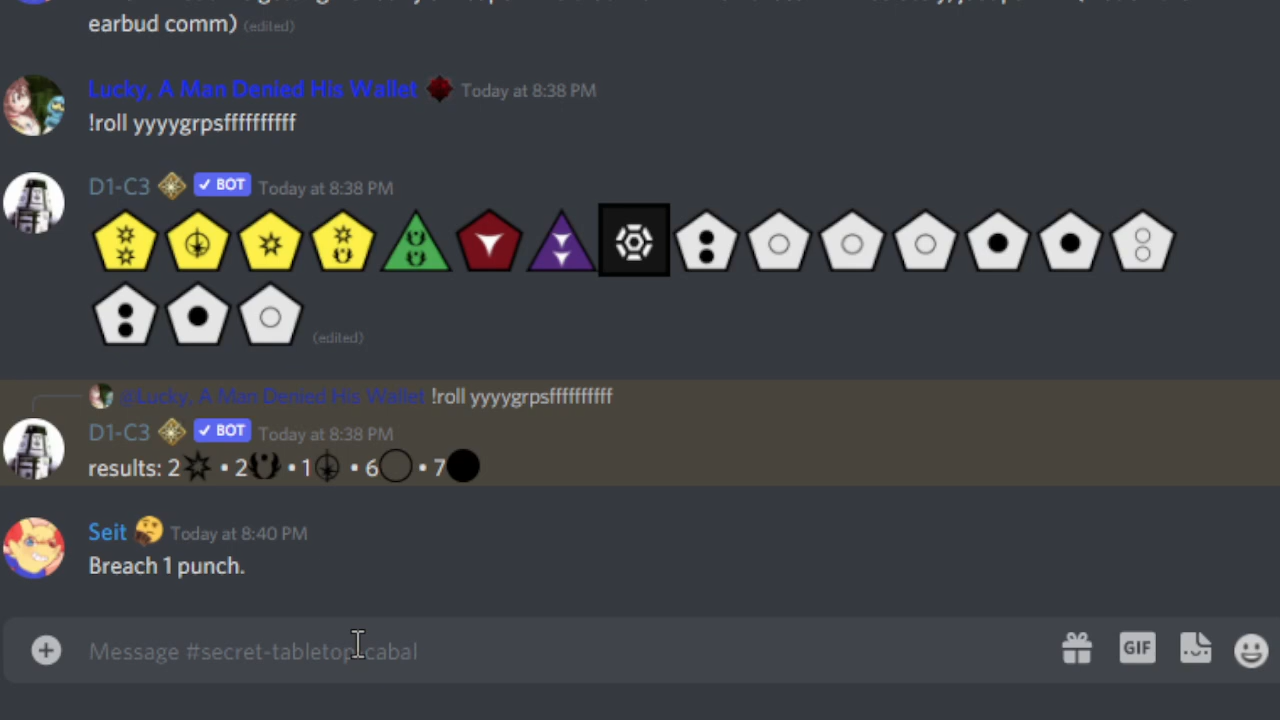 earbud comm) (edited)
Lucky, A Man Denied His Wallet Today at 8:38 PM
!roll yyyygrpsffffffffff
D1-C3 ✓ BOT Today at 8:38 PM
(edited)
@Lucky, A Man Denied His Wallet !roll yyyygrpsffffffffff
D1-C3 ✓ BOT Today at 8:38 PM
results: 2 • 2 • 1 • 6 • 7
Seit Today at 8:40 PM
Breach 1 punch.
Message #secret-tabletop-cabal
GIF